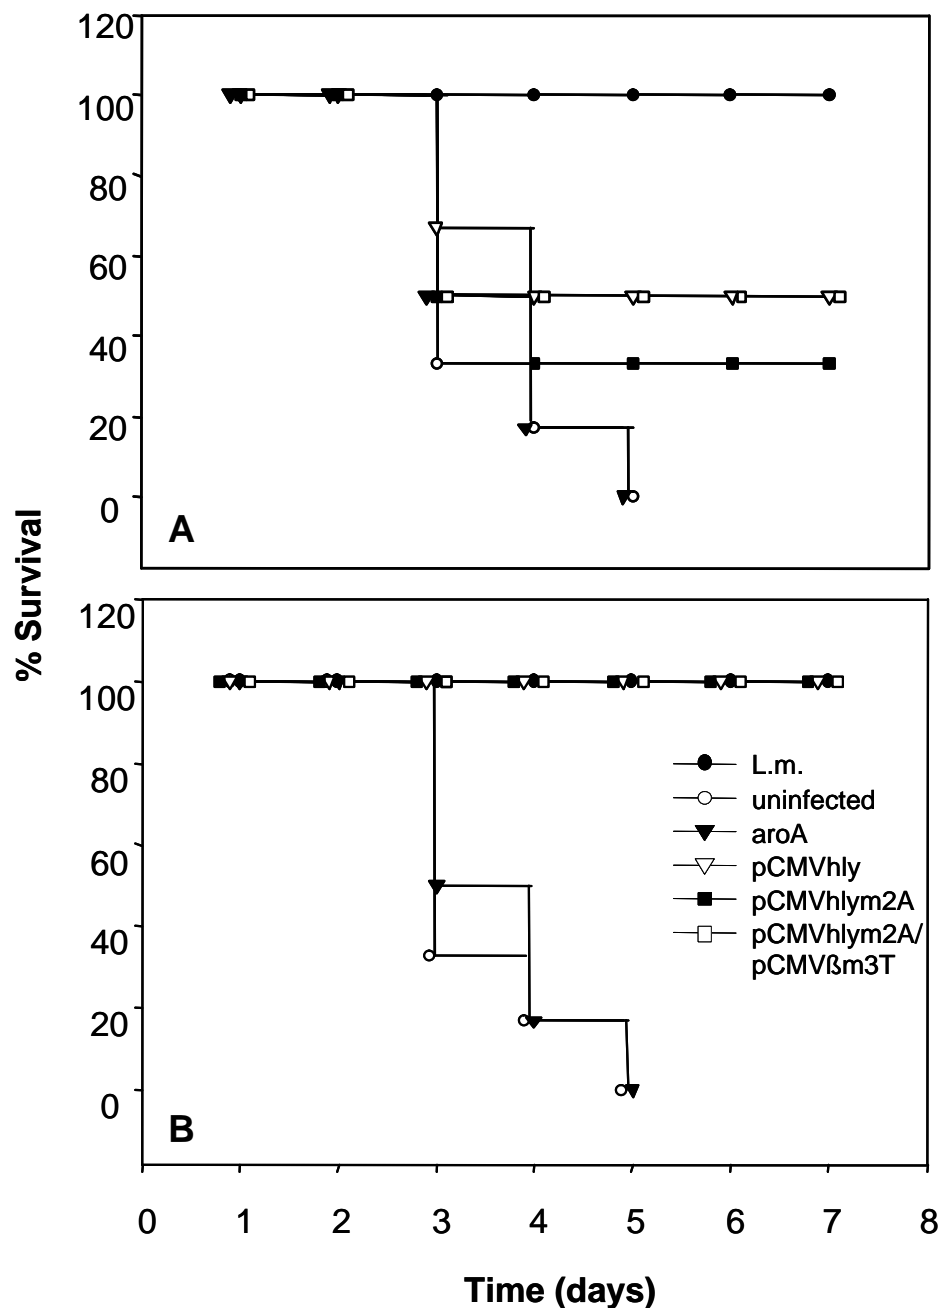 120
100
80
60
40
20
0
A
% Survival
120
100
80
60
40
20
0
B
L.m.
uninfected
aroA
pCMVhly
pCMVhlym2A
pCMVhlym2A/
pCMVßm3T
0 1 2 3 4 5 6 7 8
Time (days)